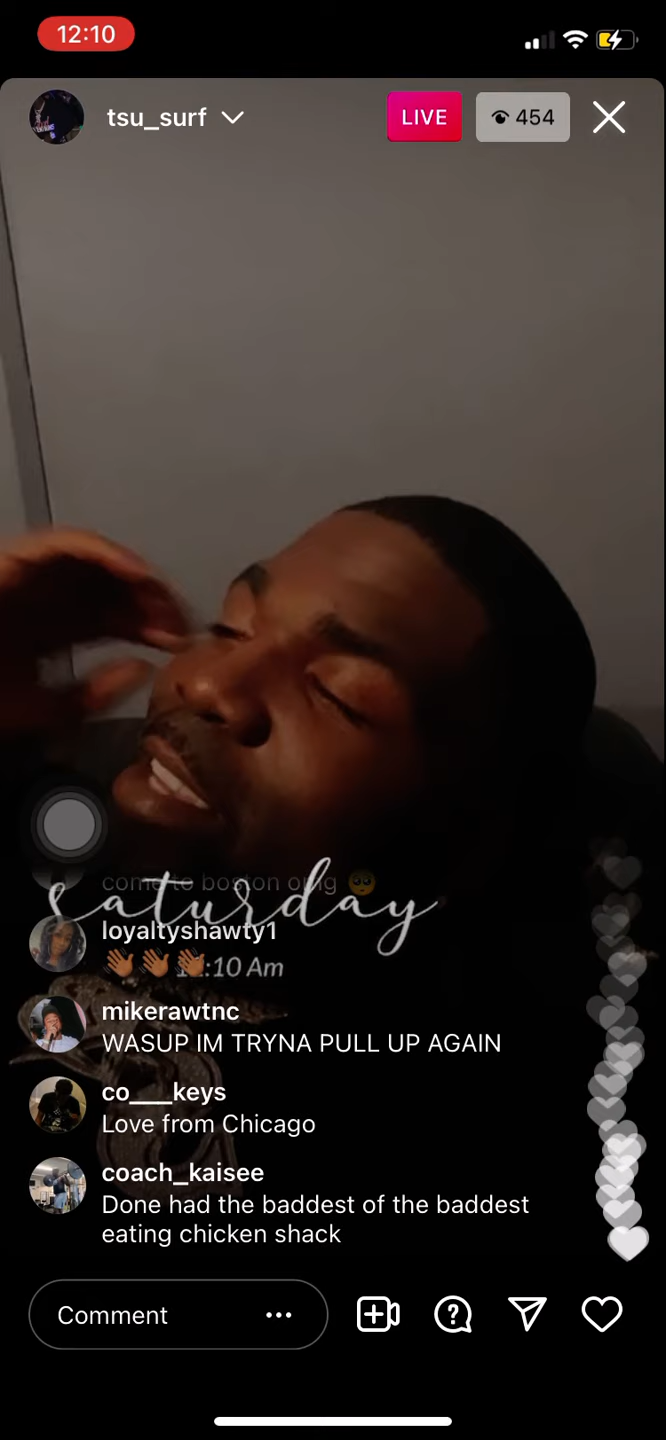 12:10
tsu_surf
LIVE
454
come to boston omg 🥺
saturday
loyaltyshawty1
👋🏾👋🏾👋🏾
:10 Am
mikerawtnc
WASUP IM TRYNA PULL UP AGAIN
co___keys
Love from Chicago
coach_kaisee
Done had the baddest of the baddest
eating chicken shack
Comment